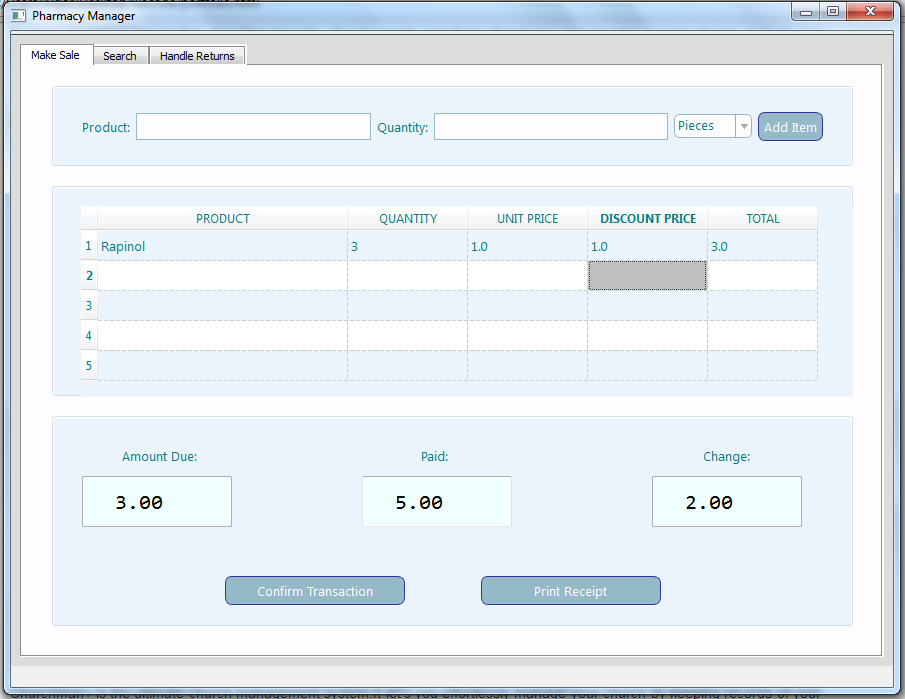 Pharmacy Manager
Make Sale Search Handle Returns
Product: Quantity: Pieces Add Item
PRODUCT QUANTITY UNIT PRICE DISCOUNT PRICE TOTAL
1 Rapinol 3 1.0 1.0 3.0
2
3
4
5
Amount Due: Paid: Change:
3.00 5.00 2.00
Confirm Transaction Print Receipt